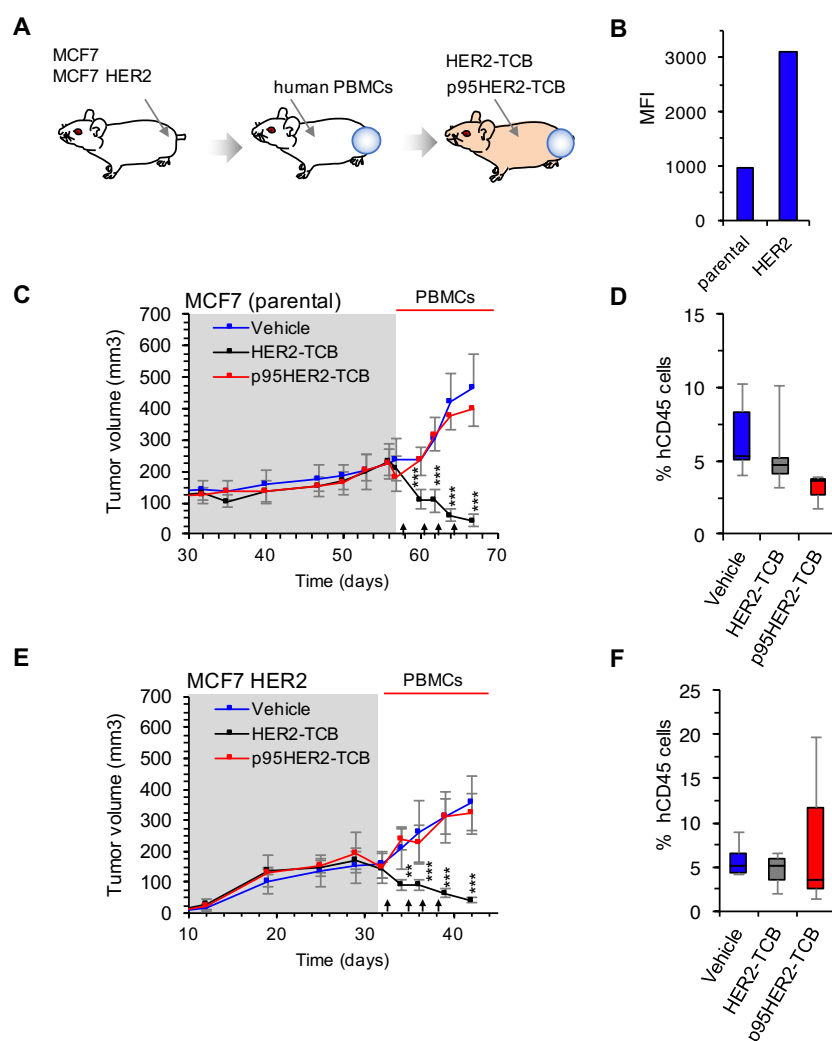 A
MCF7
MCF7 HER2
human PBMCs
HER2-TCB
p95HER2-TCB
B
MFI
3000
2000
1000
0
parental
HER2
C
MCF7 (parental)
PBMCs
Vehicle
HER2-TCB
p95HER2-TCB
Tumor volume (mm3)
700
600
500
400
300
200
100
0
***
***
***
***
30 40 50 60 70
Time (days)
D
% hCD45 cells
15
10
5
0
Vehicle
HER2-TCB
p95HER2-TCB
E
MCF7 HER2
PBMCs
Vehicle
HER2-TCB
p95HER2-TCB
Tumor volume (mm3)
700
600
500
400
300
200
100
0
**
***
***
***
10 20 30 40
Time (days)
F
% hCD45 cells
25
20
15
10
5
0
Vehicle
HER2-TCB
p95HER2-TCB